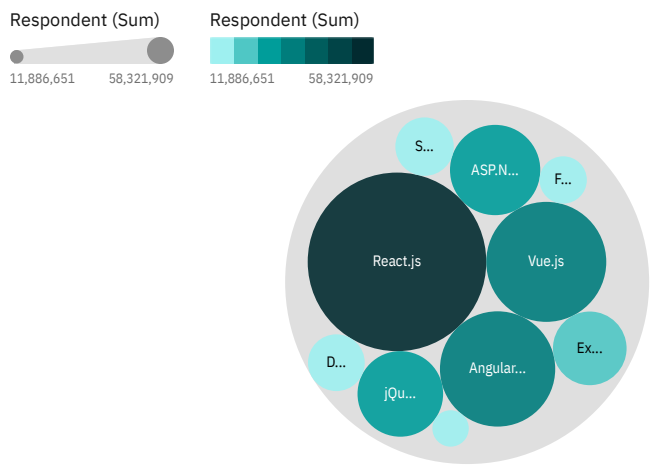 Respondent (Sum)
11,886,651 58,321,909
Respondent (Sum)
11,886,651 58,321,909
S...
ASP.N...
F...
React.js
Vue.js
Ex...
D...
Angular...
jQu...